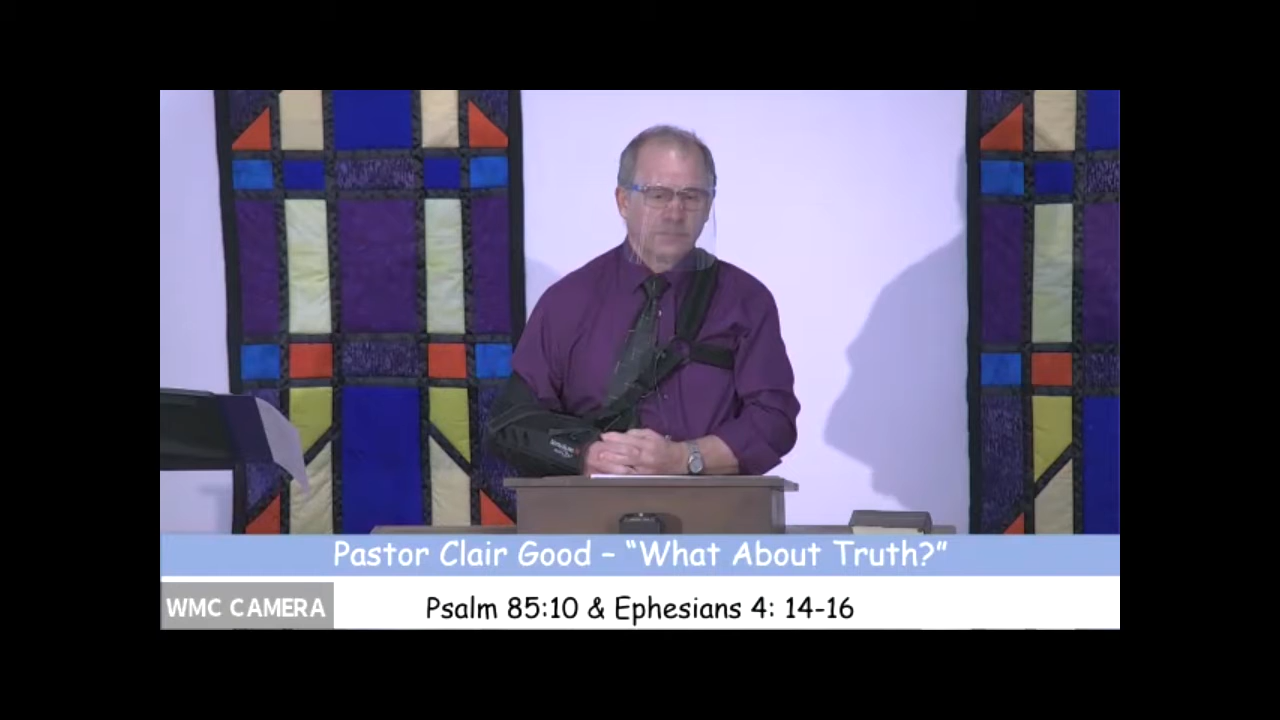 Pastor Clair Good – “What About Truth?”
WMC CAMERA
Psalm 85:10 & Ephesians 4: 14-16